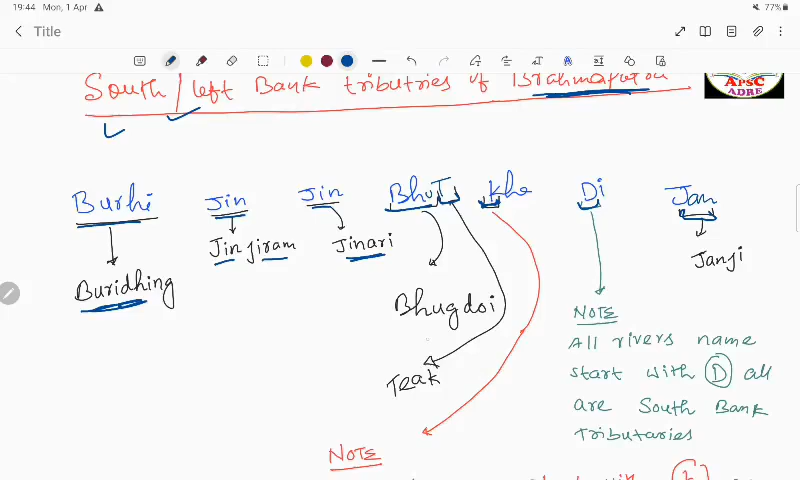 19:44 Mon, 1 Apr
77%
Title
South/left Bank tributries of Brahmaputra
APSC
ADRE
Burhi Jin Jin BhuT khe Di Jan
Buridhing
Jinjiram
Jinari
Janji
Bhugdoi
Teak
NOTE
All rivers name
start with D all
are South Bank
Tributaries
NOTE